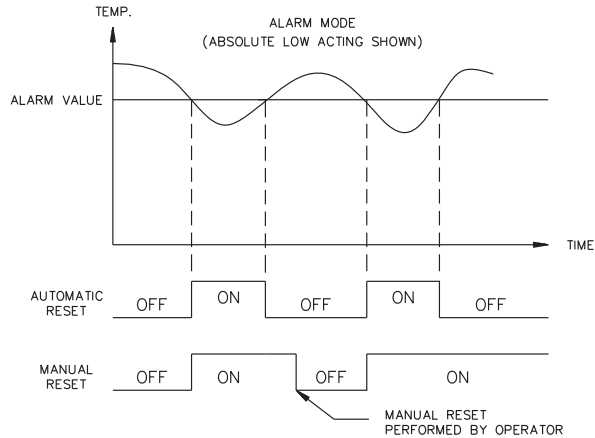 TEMP.
ALARM MODE
(ABSOLUTE LOW ACTING SHOWN)
ALARM VALUE
TIME
AUTOMATIC
RESET
OFF ON OFF ON OFF
MANUAL
RESET
OFF ON OFF ON
MANUAL RESET
PERFORMED BY OPERATOR